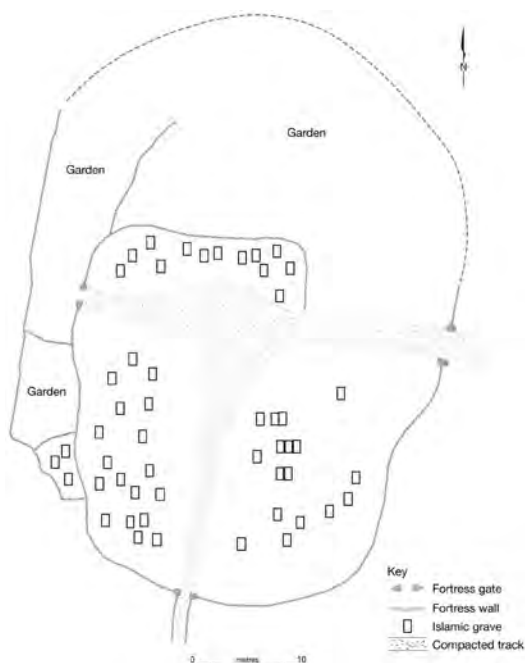 N
Garden
Garden
Garden
Key
Fortress gate
Fortress wall
Islamic grave
Compacted track
0 metres 10